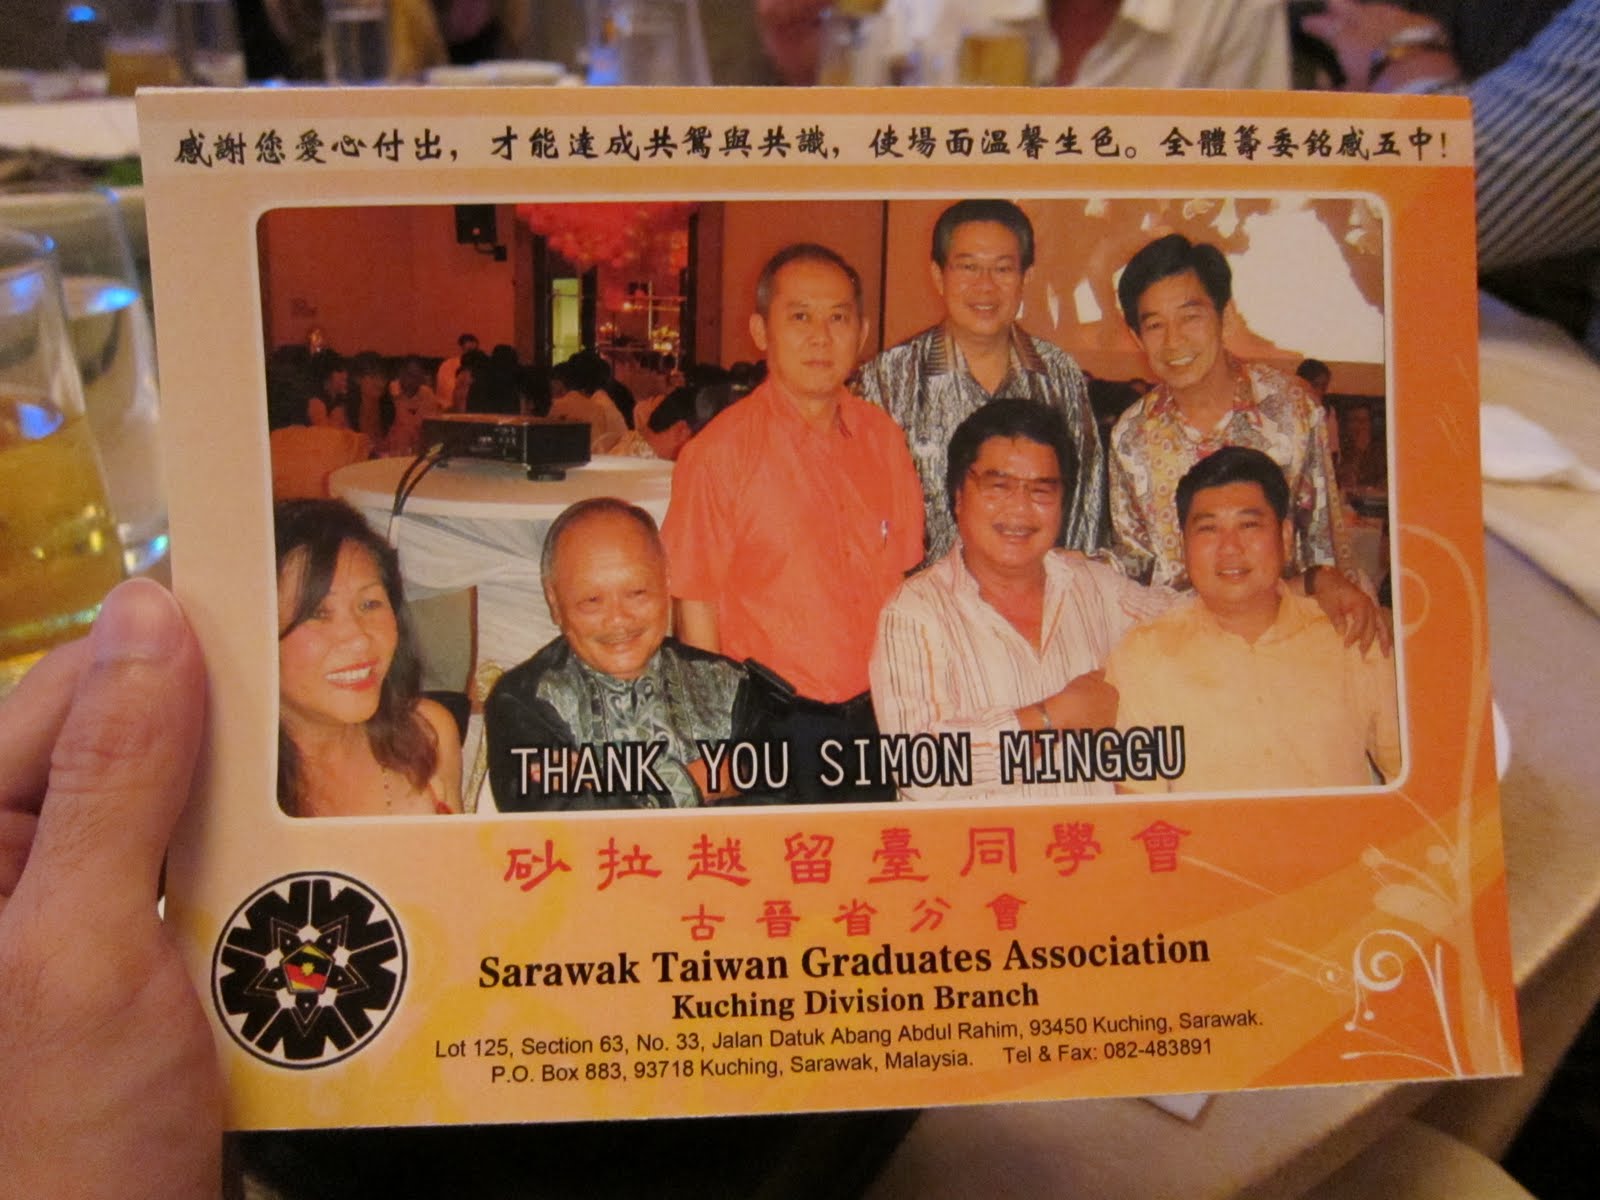 感謝您愛心付出，才能達成共鴛與共識，使場面溫馨生色。全體籌委銘感五中!
THANK YOU SIMON MINGGU
砂拉越留臺同學會
古晉省分會
Sarawak Taiwan Graduates Association
Kuching Division Branch
Lot 125, Section 63, No. 33, Jalan Datuk Abang Abdul Rahim, 93450 Kuching, Sarawak.
P.O. Box 883, 93718 Kuching, Sarawak, Malaysia. Tel & Fax: 082-483891